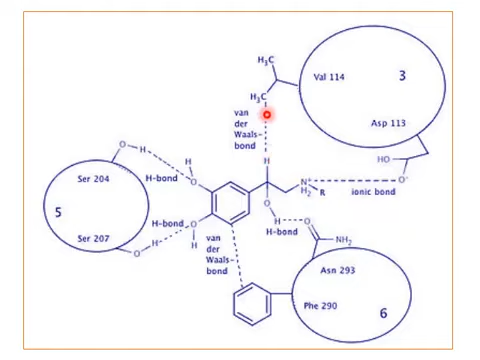 H₃C
H₃C
Val 114
3
Asp 113
van
der
Waals-
bond
O
H
Ser 204
H-bond
H
O
H
N⁺
H₂
R
ionic bond
HO
O⁻
5
H-bond
O
H
van
der
Waals-
bond
O
H
H-bond
O
NH₂
Ser 207
O
H
Asn 293
Phe 290
6